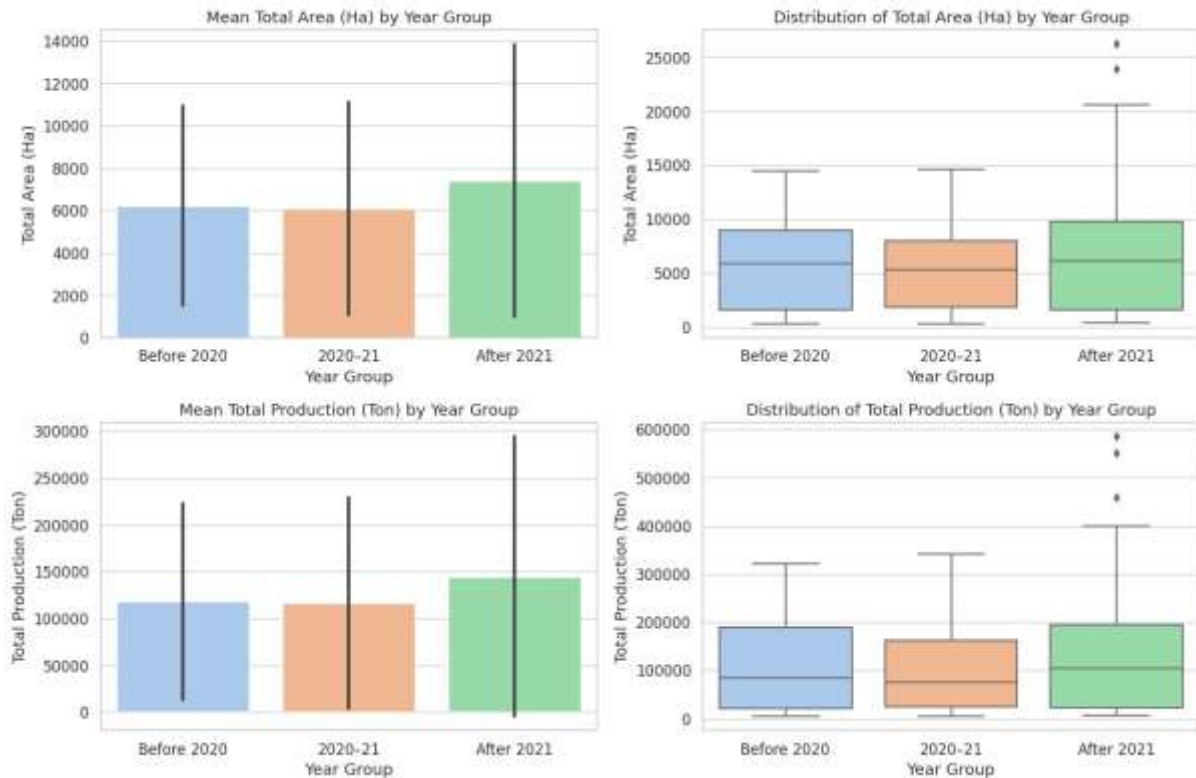 Mean Total Area (Ha) by Year Group
Total Area (Ha)
14000
12000
10000
8000
6000
4000
2000
0
Before 2020
2020–21
After 2021
Year Group
Distribution of Total Area (Ha) by Year Group
Total Area (Ha)
25000
20000
15000
10000
5000
0
Before 2020
2020–21
After 2021
Year Group
Mean Total Production (Ton) by Year Group
Total Production (Ton)
300000
250000
200000
150000
100000
50000
0
Before 2020
2020–21
After 2021
Year Group
Distribution of Total Production (Ton) by Year Group
Total Production (Ton)
600000
500000
400000
300000
200000
100000
0
Before 2020
2020–21
After 2021
Year Group